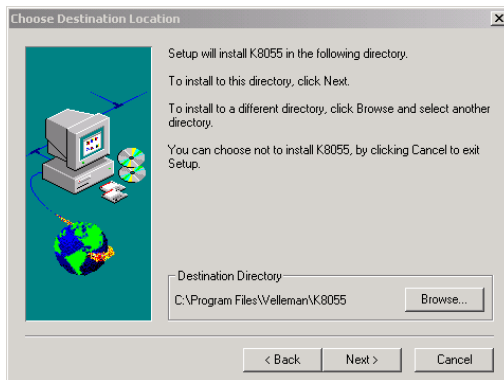 Choose Destination Location
Setup will install K8055 in the following directory.
To install to this directory, click Next.
To install to a different directory, click Browse and select another
directory.
You can choose not to install K8055, by clicking Cancel to exit
Setup.
Destination Directory
C:\Program Files\Velleman\K8055
Browse...
< Back
Next >
Cancel